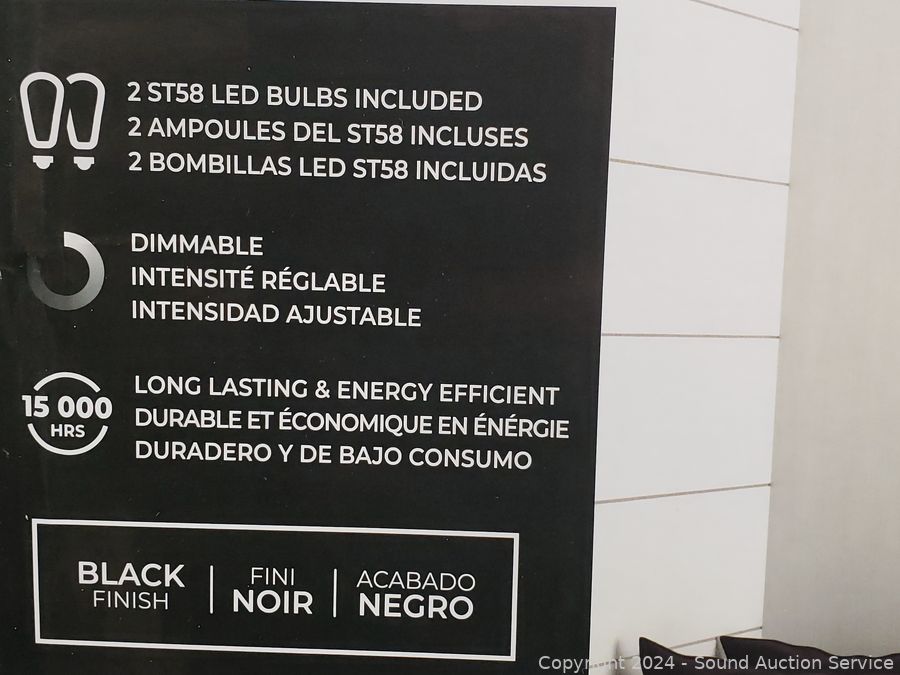 2 ST58 LED BULBS INCLUDED
2 AMPOULES DEL ST58 INCLUSES
2 BOMBILLAS LED ST58 INCLUIDAS
DIMMABLE
INTENSITÉ RÉGLABLE
INTENSIDAD AJUSTABLE
15 000
HRS
LONG LASTING & ENERGY EFFICIENT
DURABLE ET ÉCONOMIQUE EN ÉNÉRGIE
DURADERO Y DE BAJO CONSUMO
BLACK
FINISH
FINI
NOIR
ACABADO
NEGRO
Copyright 2024 - Sound Auction Service